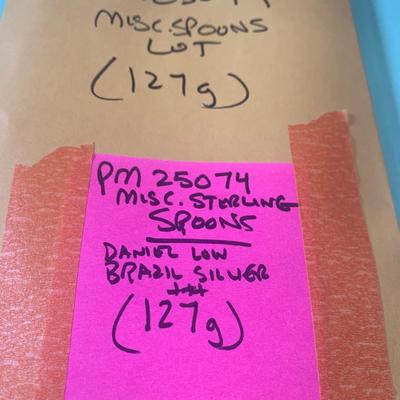 MISC. SPOONS
LOT
(127g)
PM 25074
MISC. STERLING
SPOONS
DANIEL LOW
BRAZIL SILVER
+++
(127g)